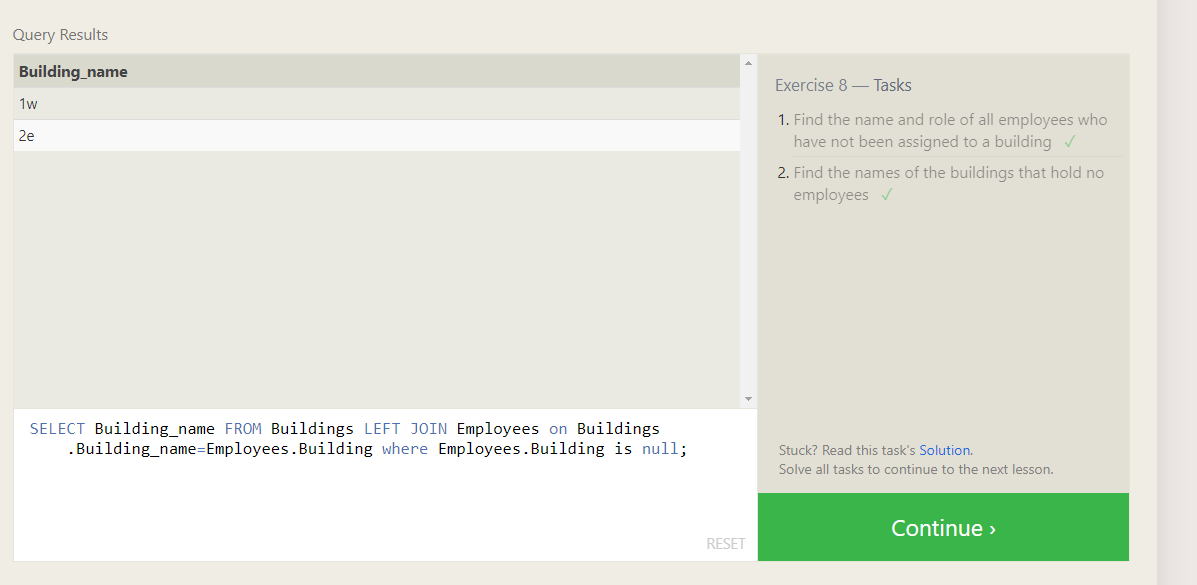 Query Results
Building_name
1w
2e
SELECT Building_name FROM Buildings LEFT JOIN Employees on Buildings
.Building_name=Employees.Building where Employees.Building is null;
RESET
Exercise 8 — Tasks
1. Find the name and role of all employees who
have not been assigned to a building ✓
2. Find the names of the buildings that hold no
employees ✓
Stuck? Read this task's Solution.
Solve all tasks to continue to the next lesson.
Continue ›